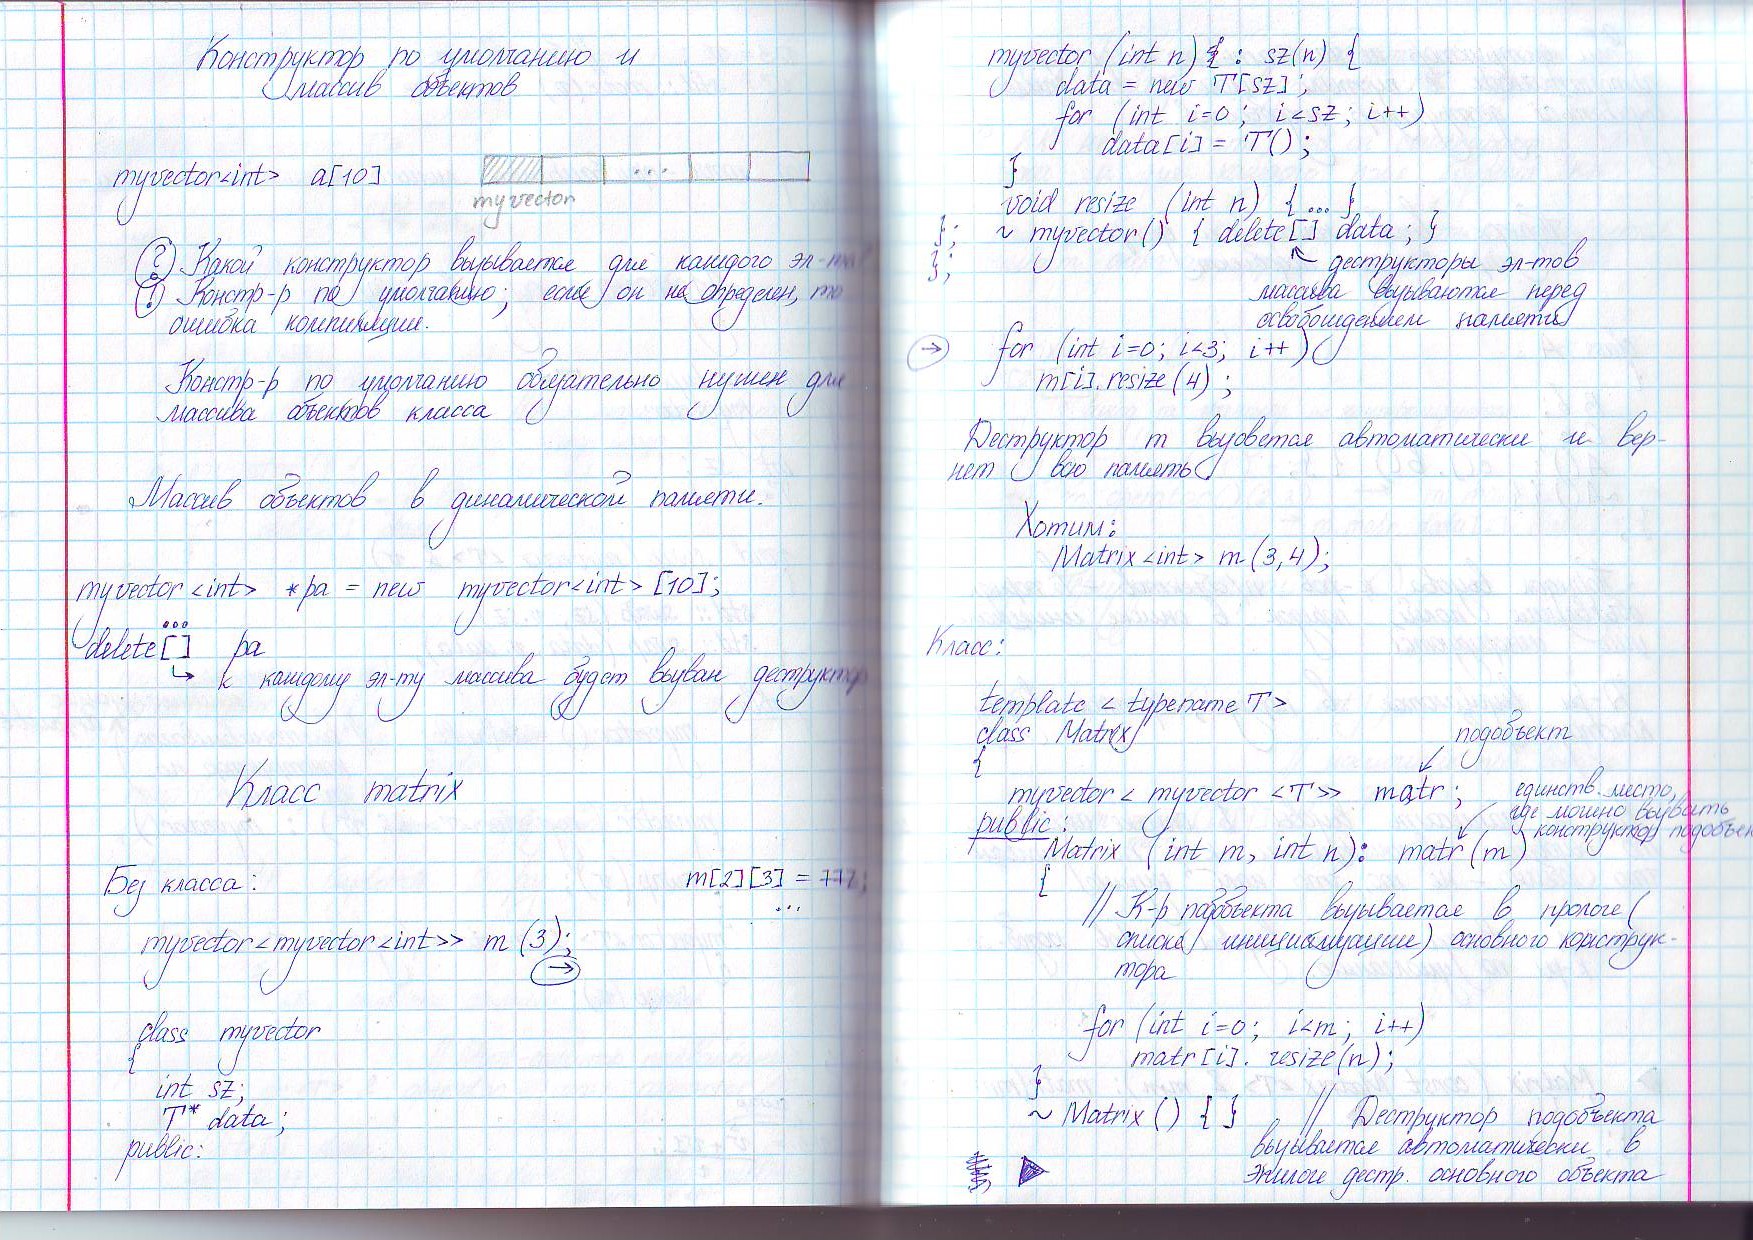 Конструктор по умолчанию и
массив объектов
myvector<int> a[10]
...
myvector
? Какой конструктор вызывается для каждого эл-та
! Констр-р по умолчанию; если он не определен, то
ошибка компиляции.
Констр-р по умолчанию обязательно нужен для
массива объектов класса
Массив объектов в динамической памяти.
myvector<int> *pa = new myvector<int>[10];
...
delete[] pa
↳ к каждому эл-ту массива будет вызван деструктор
Класс matrix
Без класса:
m[2][3] = 777;
...
myvector<myvector<int>> m(3);
→
class myvector
{
int sz;
T* data;
public:
myvector (int n) : sz(n) {
data = new T[sz];
for (int i=0; i<sz; i++)
data[i] = T();
}
void resize (int n) {...}
}; ~ myvector() { delete[] data; }
};
деструкторы эл-тов
массива вызываются перед
освобождением памяти
→ for (int i=0; i<3; i++)
m[i].resize(4);
Деструктор m вызовется автоматически и вер-
нет всю память
Хотим:
Matrix<int> m(3,4);
Класс:
template <typename T>
class Matrix
подобъект
{
myvector< myvector <T>> matr;
единств. место,
где можно вызвать
конструктор подобъек
public:
Matrix (int m, int n): matr(m)
{
// К-р подобъекта вызывается в прологе (
списке инициализации) основного конструк-
тора
for (int i=0; i<m; i++)
matr[i]. resize(n);
}
~ Matrix() { } // Деструктор подобъекта
вызывается автоматически в
эпилоге дестр. основного объекта